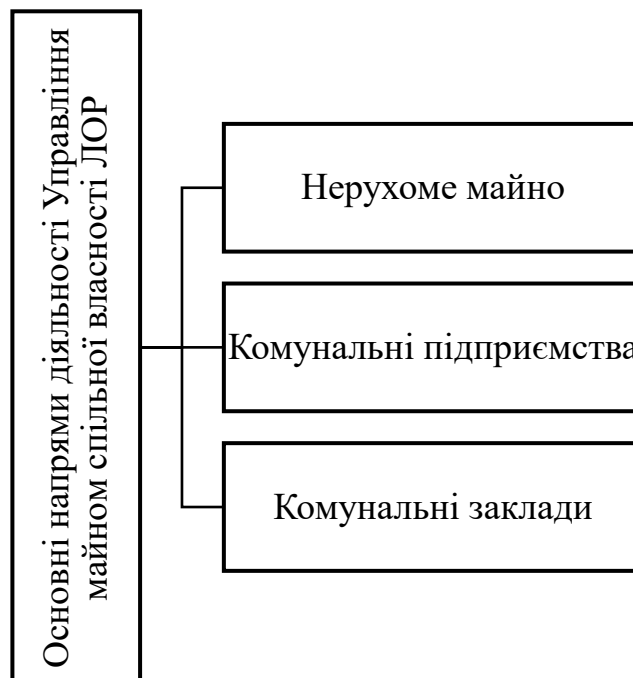 Основні напрями діяльності Управління
майном спільної власності ЛОР
Нерухоме майно
Комунальні підприємства
Комунальні заклади